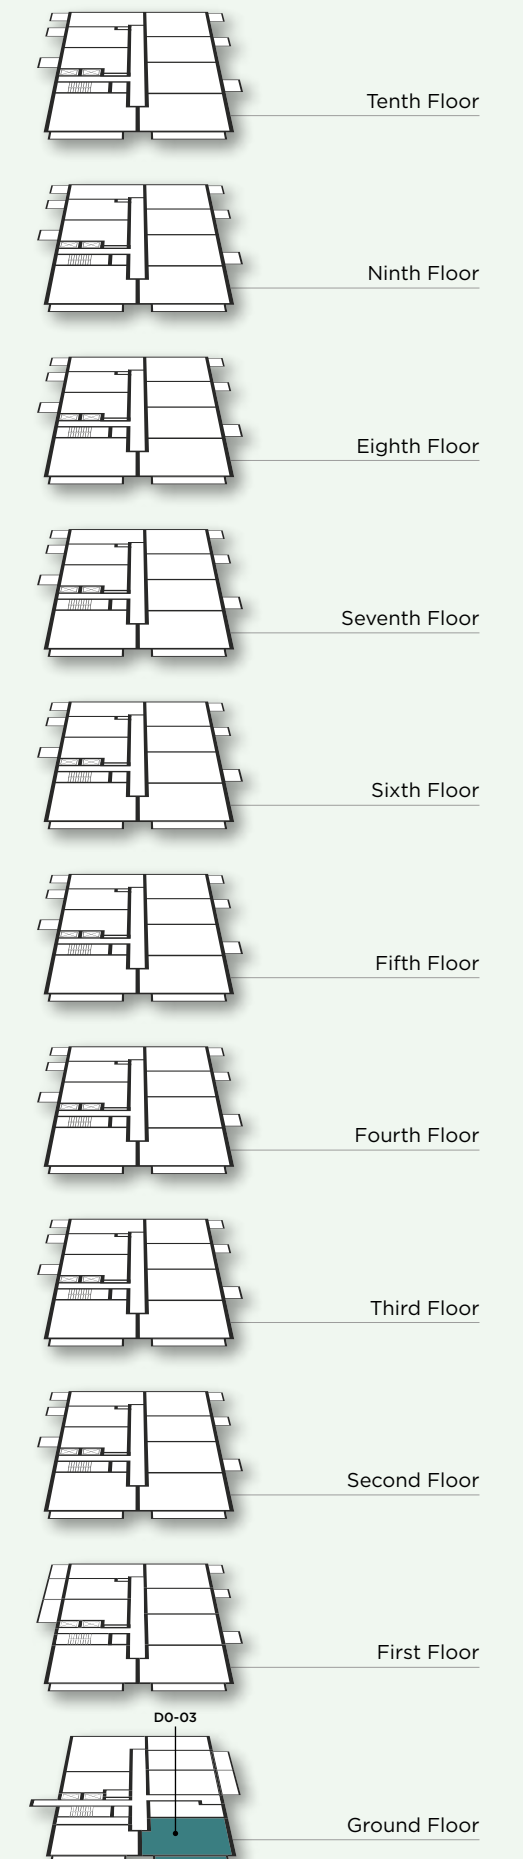 Tenth Floor
Ninth Floor
Eighth Floor
Seventh Floor
Sixth Floor
Fifth Floor
Fourth Floor
Third Floor
Second Floor
First Floor
D0-03
Ground Floor